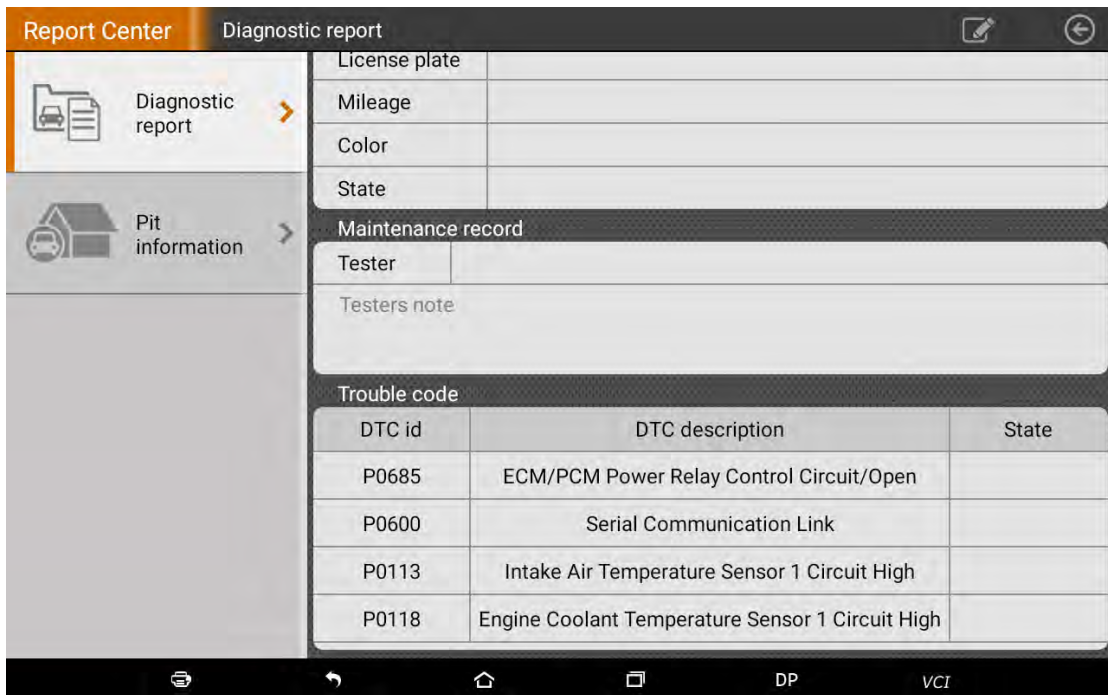 Report Center
Diagnostic report
License plate
Diagnostic
report
Mileage
Color
State
Pit
information
Maintenance record
Tester
Testers note
Trouble code
DTC id DTC description State
P0685 ECM/PCM Power Relay Control Circuit/Open
P0600 Serial Communication Link
P0113 Intake Air Temperature Sensor 1 Circuit High
P0118 Engine Coolant Temperature Sensor 1 Circuit High
DP VCI